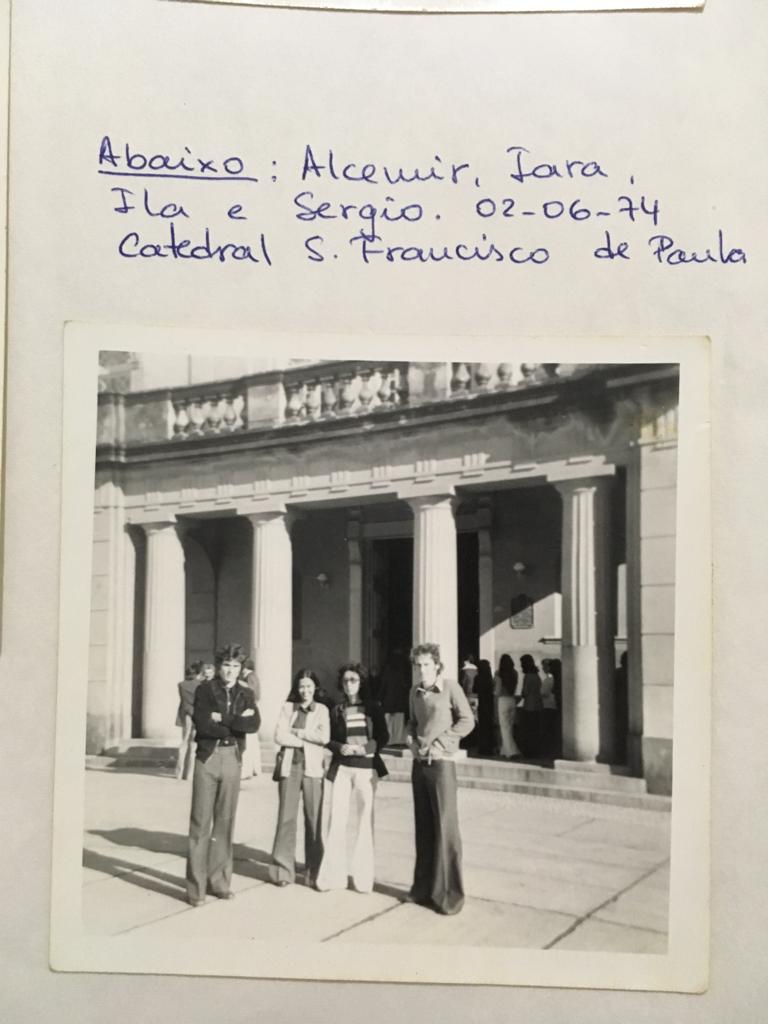 Abaixo: Alcemir, Iara,
Ila e Sergio. 02-06-74
Catedral S. Francisco de Paula